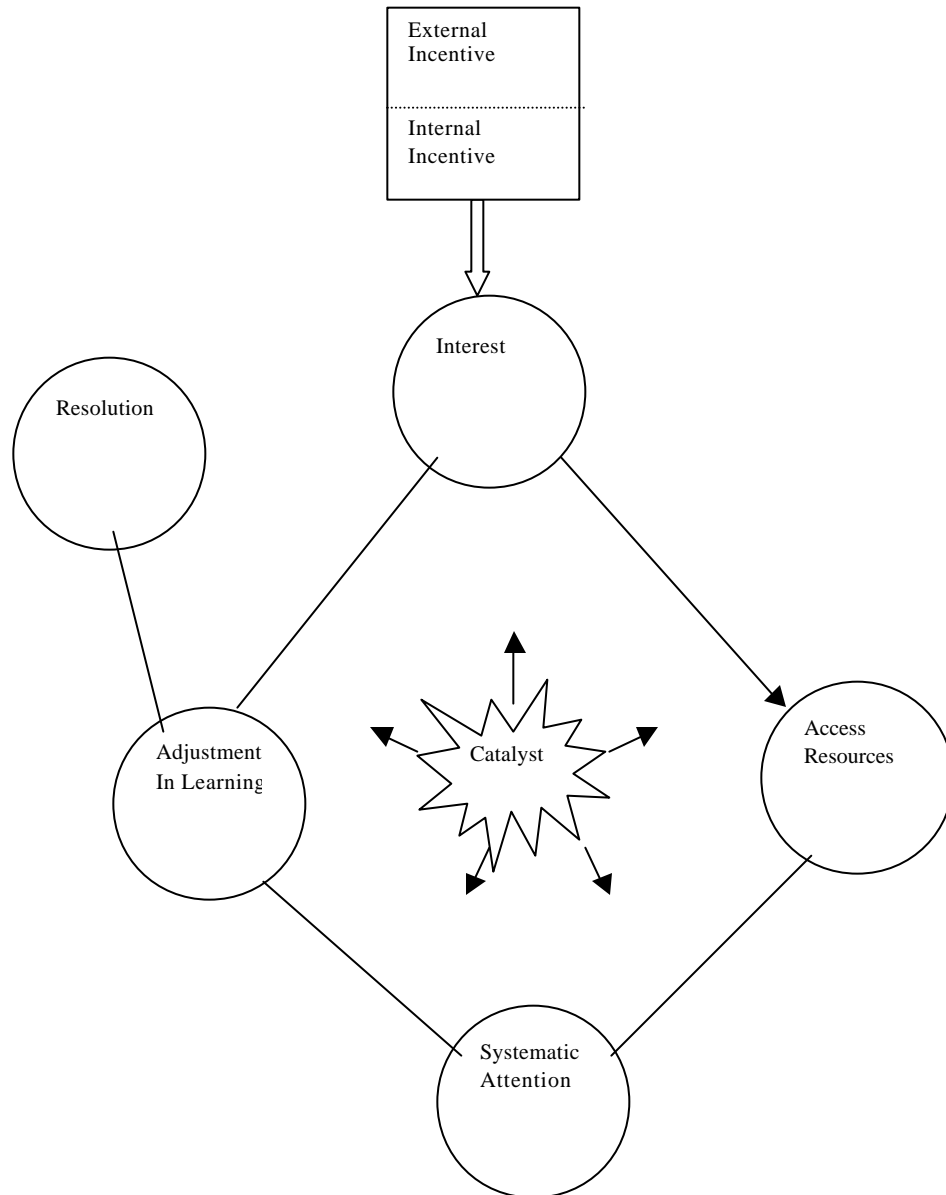 External
Incentive
Internal
Incentive
Interest
Resolution
Access
Resources
Catalyst
Adjustment
In Learning
Systematic
Attention